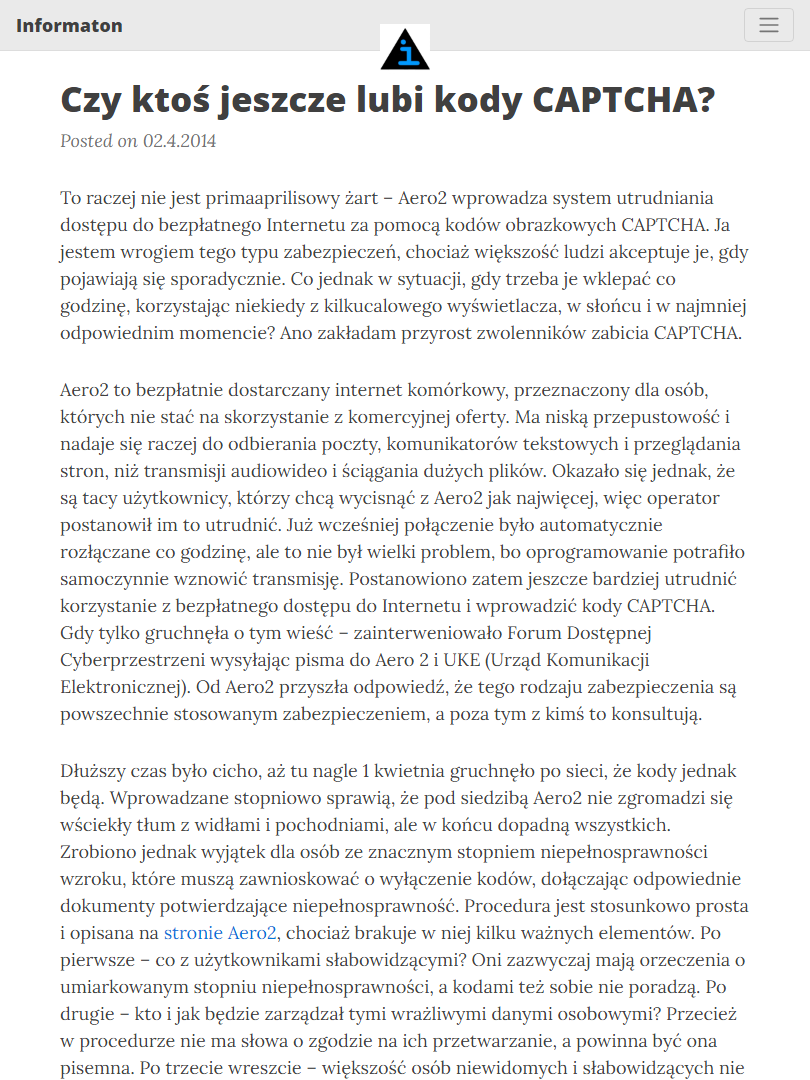 Informaton
i
Czy ktoś jeszcze lubi kody CAPTCHA?
Posted on 02.4.2014
To raczej nie jest primaaprilisowy żart – Aero2 wprowadza system utrudniania
dostępu do bezpłatnego Internetu za pomocą kodów obrazkowych CAPTCHA. Ja
jestem wrogiem tego typu zabezpieczeń, chociaż większość ludzi akceptuje je, gdy
pojawiają się sporadycznie. Co jednak w sytuacji, gdy trzeba je wklepać co
godzinę, korzystając niekiedy z kilkucalowego wyświetlacza, w słońcu i w najmniej
odpowiednim momencie? Ano zakładam przyrost zwolenników zabicia CAPTCHA.
Aero2 to bezpłatnie dostarczany internet komórkowy, przeznaczony dla osób,
których nie stać na skorzystanie z komercyjnej oferty. Ma niską przepustowość i
nadaje się raczej do odbierania poczty, komunikatorów tekstowych i przeglądania
stron, niż transmisji audiowideo i ściągania dużych plików. Okazało się jednak, że
są tacy użytkownicy, którzy chcą wycisnąć z Aero2 jak najwięcej, więc operator
postanowił im to utrudnić. Już wcześniej połączenie było automatycznie
rozłączane co godzinę, ale to nie był wielki problem, bo oprogramowanie potrafiło
samoczynnie wznowić transmisję. Postanowiono zatem jeszcze bardziej utrudnić
korzystanie z bezpłatnego dostępu do Internetu i wprowadzić kody CAPTCHA.
Gdy tylko gruchnęła o tym wieść – zainterweniowało Forum Dostępnej
Cyberprzestrzeni wysyłając pisma do Aero 2 i UKE (Urząd Komunikacji
Elektronicznej). Od Aero2 przyszła odpowiedź, że tego rodzaju zabezpieczenia są
powszechnie stosowanym zabezpieczeniem, a poza tym z kimś to konsultują.
Dłuższy czas było cicho, aż tu nagle 1 kwietnia gruchnęło po sieci, że kody jednak
będą. Wprowadzane stopniowo sprawią, że pod siedzibą Aero2 nie zgromadzi się
wściekły tłum z widłami i pochodniami, ale w końcu dopadną wszystkich.
Zrobiono jednak wyjątek dla osób ze znacznym stopniem niepełnosprawności
wzroku, które muszą zawnioskować o wyłączenie kodów, dołączając odpowiednie
dokumenty potwierdzające niepełnosprawność. Procedura jest stosunkowo prosta
i opisana na stronie Aero2, chociaż brakuje w niej kilku ważnych elementów. Po
pierwsze – co z użytkownikami słabowidzącymi? Oni zazwyczaj mają orzeczenia o
umiarkowanym stopniu niepełnosprawności, a kodami też sobie nie poradzą. Po
drugie – kto i jak będzie zarządzał tymi wrażliwymi danymi osobowymi? Przecież
w procedurze nie ma słowa o zgodzie na ich przetwarzanie, a powinna być ona
pisemna. Po trzecie wreszcie – większość osób niewidomych i słabowidzących nie